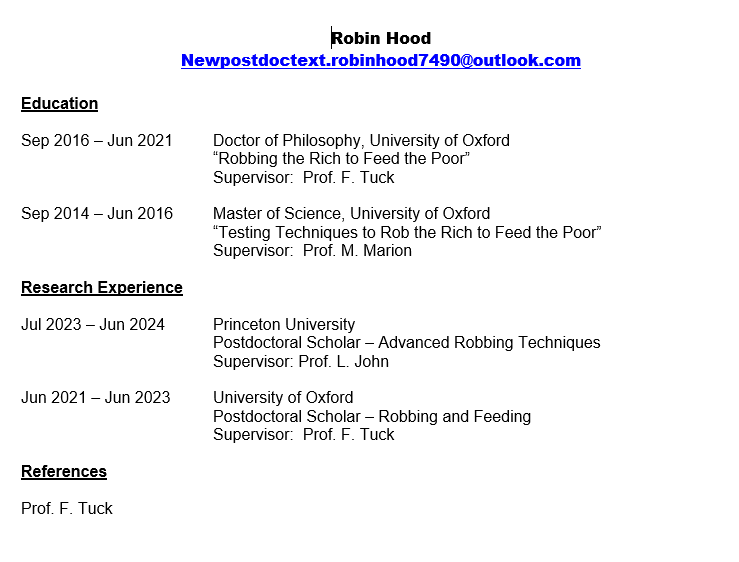 Robin Hood
Newpostdoctext.robinhood7490@outlook.com
Education
Sep 2016 – Jun 2021 Doctor of Philosophy, University of Oxford
“Robbing the Rich to Feed the Poor”
Supervisor: Prof. F. Tuck
Sep 2014 – Jun 2016 Master of Science, University of Oxford
“Testing Techniques to Rob the Rich to Feed the Poor”
Supervisor: Prof. M. Marion
Research Experience
Jul 2023 – Jun 2024 Princeton University
Postdoctoral Scholar – Advanced Robbing Techniques
Supervisor: Prof. L. John
Jun 2021 – Jun 2023 University of Oxford
Postdoctoral Scholar – Robbing and Feeding
Supervisor: Prof. F. Tuck
References
Prof. F. Tuck